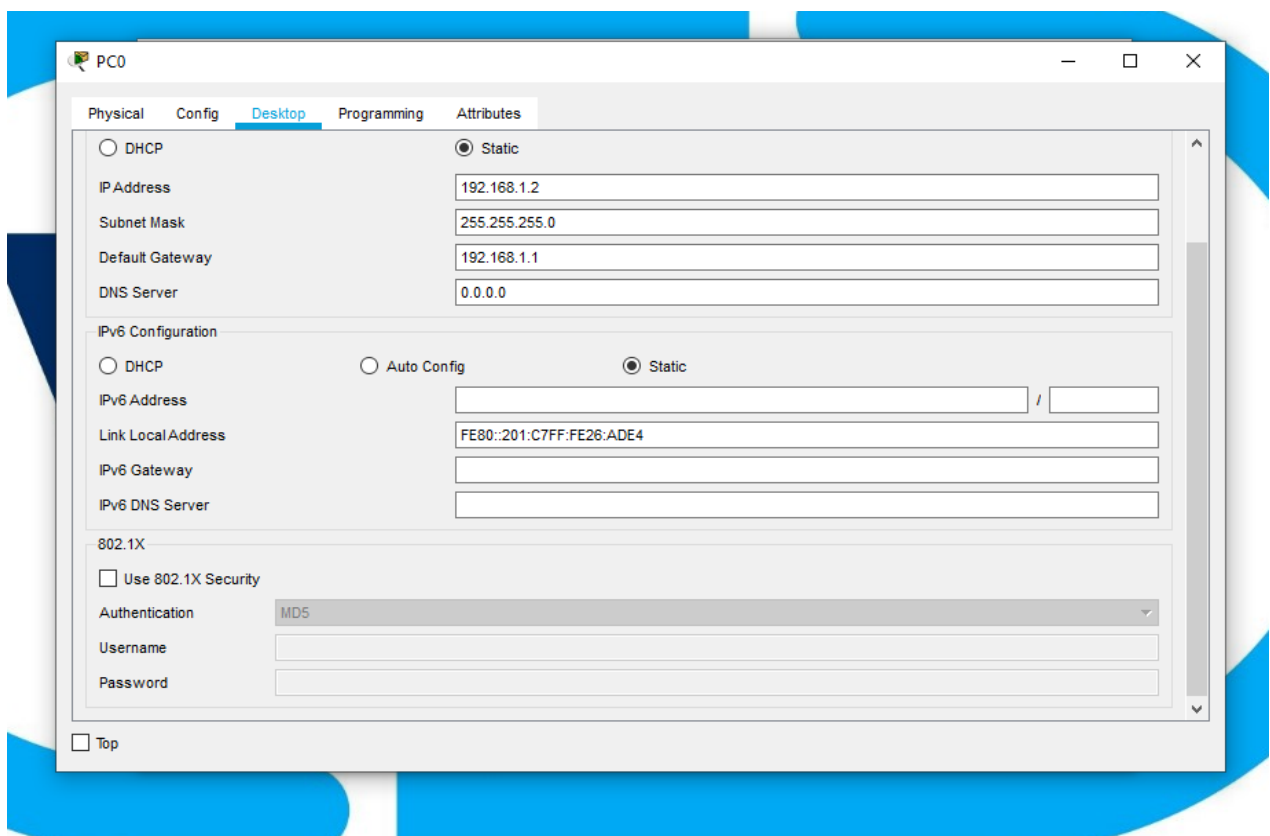 PC0
Physical Config Desktop Programming Attributes
DHCP Static
IP Address 192.168.1.2
Subnet Mask 255.255.255.0
Default Gateway 192.168.1.1
DNS Server 0.0.0.0
IPv6 Configuration
DHCP Auto Config Static
IPv6 Address /
Link Local Address FE80::201:C7FF:FE26:ADE4
IPv6 Gateway
IPv6 DNS Server
802.1X
Use 802.1X Security
Authentication MD5
Username
Password
Top